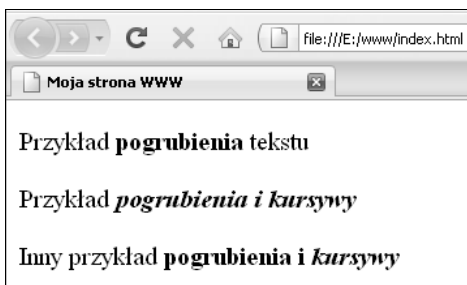 file:///E:/www/index.html
Moja strona WWW
Przykład pogrubienia tekstu
Przykład pogrubienia i kursywy
Inny przykład pogrubienia i kursywy